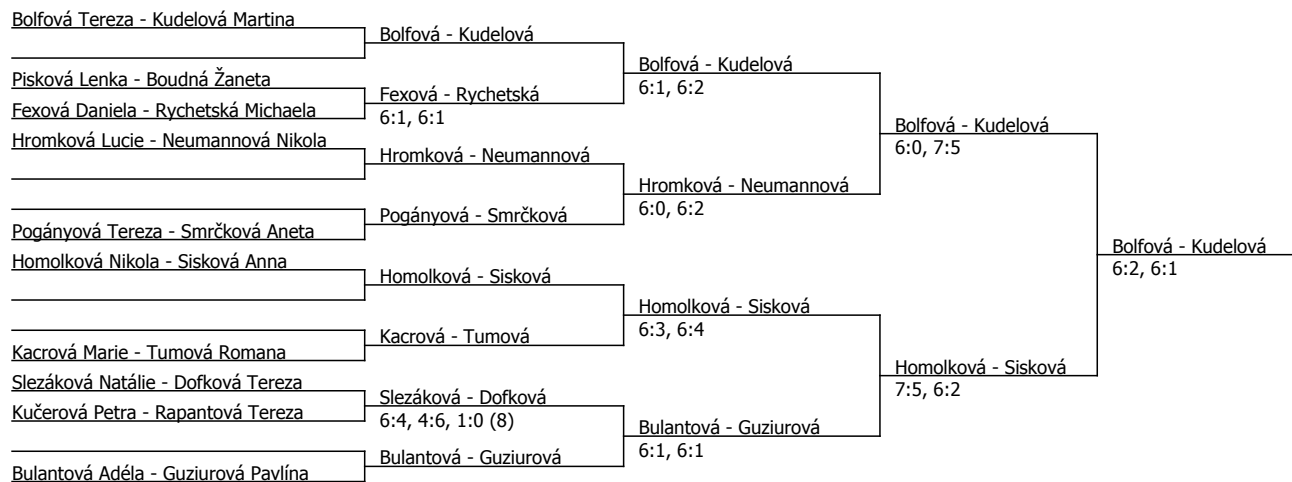 Bolfová Tereza - Kudelová Martina
Bolfová - Kudelová
Bolfová - Kudelová
6:1, 6:2
Pisková Lenka - Boudná Žaneta
Fexová - Rychetská
Fexová Daniela - Rychetská Michaela
6:1, 6:1
Bolfová - Kudelová
6:0, 7:5
Hromková Lucie - Neumannová Nikola
Hromková - Neumannová
Hromková - Neumannová
6:0, 6:2
Pogányová - Smrčková
Pogányová Tereza - Smrčková Aneta
Bolfová - Kudelová
6:2, 6:1
Homolková Nikola - Sisková Anna
Homolková - Sisková
Homolková - Sisková
6:3, 6:4
Kacrová - Tumová
Kacrová Marie - Tumová Romana
Homolková - Sisková
7:5, 6:2
Slezáková Natálie - Dofková Tereza
Slezáková - Dofková
Kučerová Petra - Rapantová Tereza
6:4, 4:6, 1:0 (8)
Bulantová - Guziurová
6:1, 6:1
Bulantová - Guziurová
Bulantová Adéla - Guziurová Pavlína